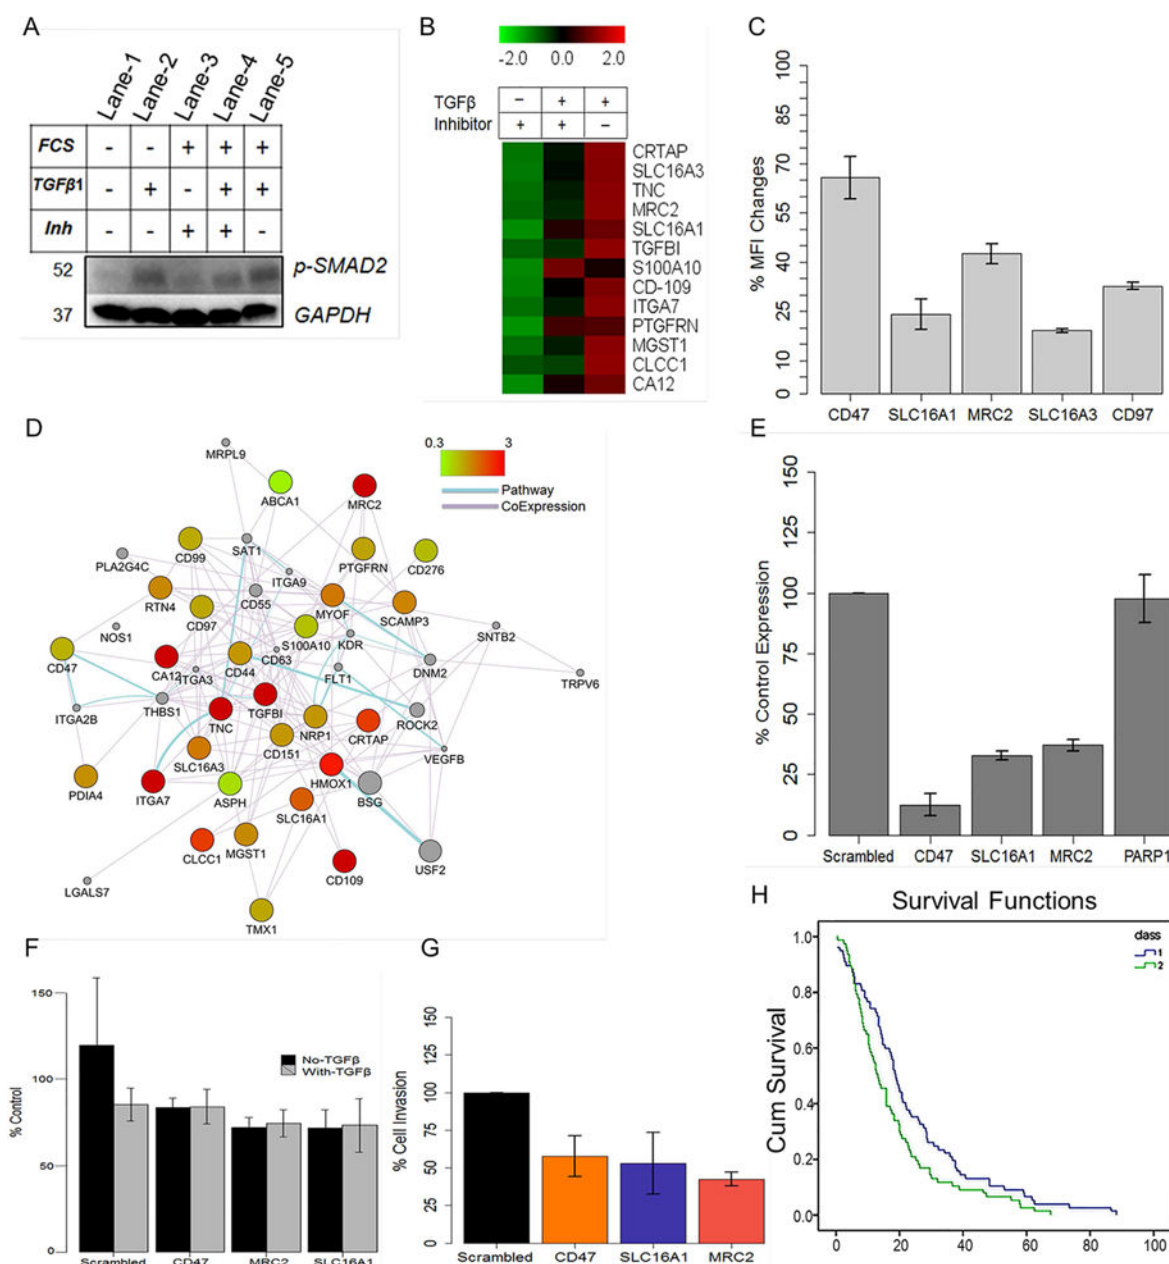 A
Lane-1 Lane-2 Lane-3 Lane-4 Lane-5
FCS - - + + +
TGFβ1 - + - + +
Inh - - + + -
52 p-SMAD2
37 GAPDH
B
-2.0 0.0 2.0
TGFβ − + +
Inhibitor + + −
CRTAP
SLC16A3
TNC
MRC2
SLC16A1
TGFBI
S100A10
CD-109
ITGA7
PTGFRN
MGST1
CLCC1
CA12
C
% MFI Changes
100
85
70
55
40
25
10
0
CD47 SLC16A1 MRC2 SLC16A3 CD97
D
0.3 3
Pathway
CoExpression
MRPL9
ABCA1
MRC2
CD99
SAT1
PTGFRN
CD276
PLA2G4C
ITGA9
RTN4
CD55
MYOF
SCAMP3
CD97
NOS1
S100A10
KDR
SNTB2
CD47
CA12
CD44
CD63
ITGA3
FLT1
DNM2
TRPV6
ITGA2B
THBS1
TNC
TGFBI
NRP1
CRTAP
ROCK2
SLC16A3
CD151
VEGFB
PDIA4
ITGA7
ASPH
HMOX1
BSG
SLC16A1
CLCC1
MGST1
CD109
USF2
LGALS7
TMX1
E
% Control Expression
150
125
100
75
50
25
0
Scrambled CD47 SLC16A1 MRC2 PARP1
F
% Control
150
100
50
0
No-TGFβ
With-TGFβ
Scrambled CD47 MRC2 SLC16A1
G
% Cell Invasion
150
125
100
75
50
25
0
Scrambled CD47 SLC16A1 MRC2
H
Survival Functions
class
1
2
Cum Survival
1.0
0.8
0.6
0.4
0.2
0.0
0 20 40 60 80 100